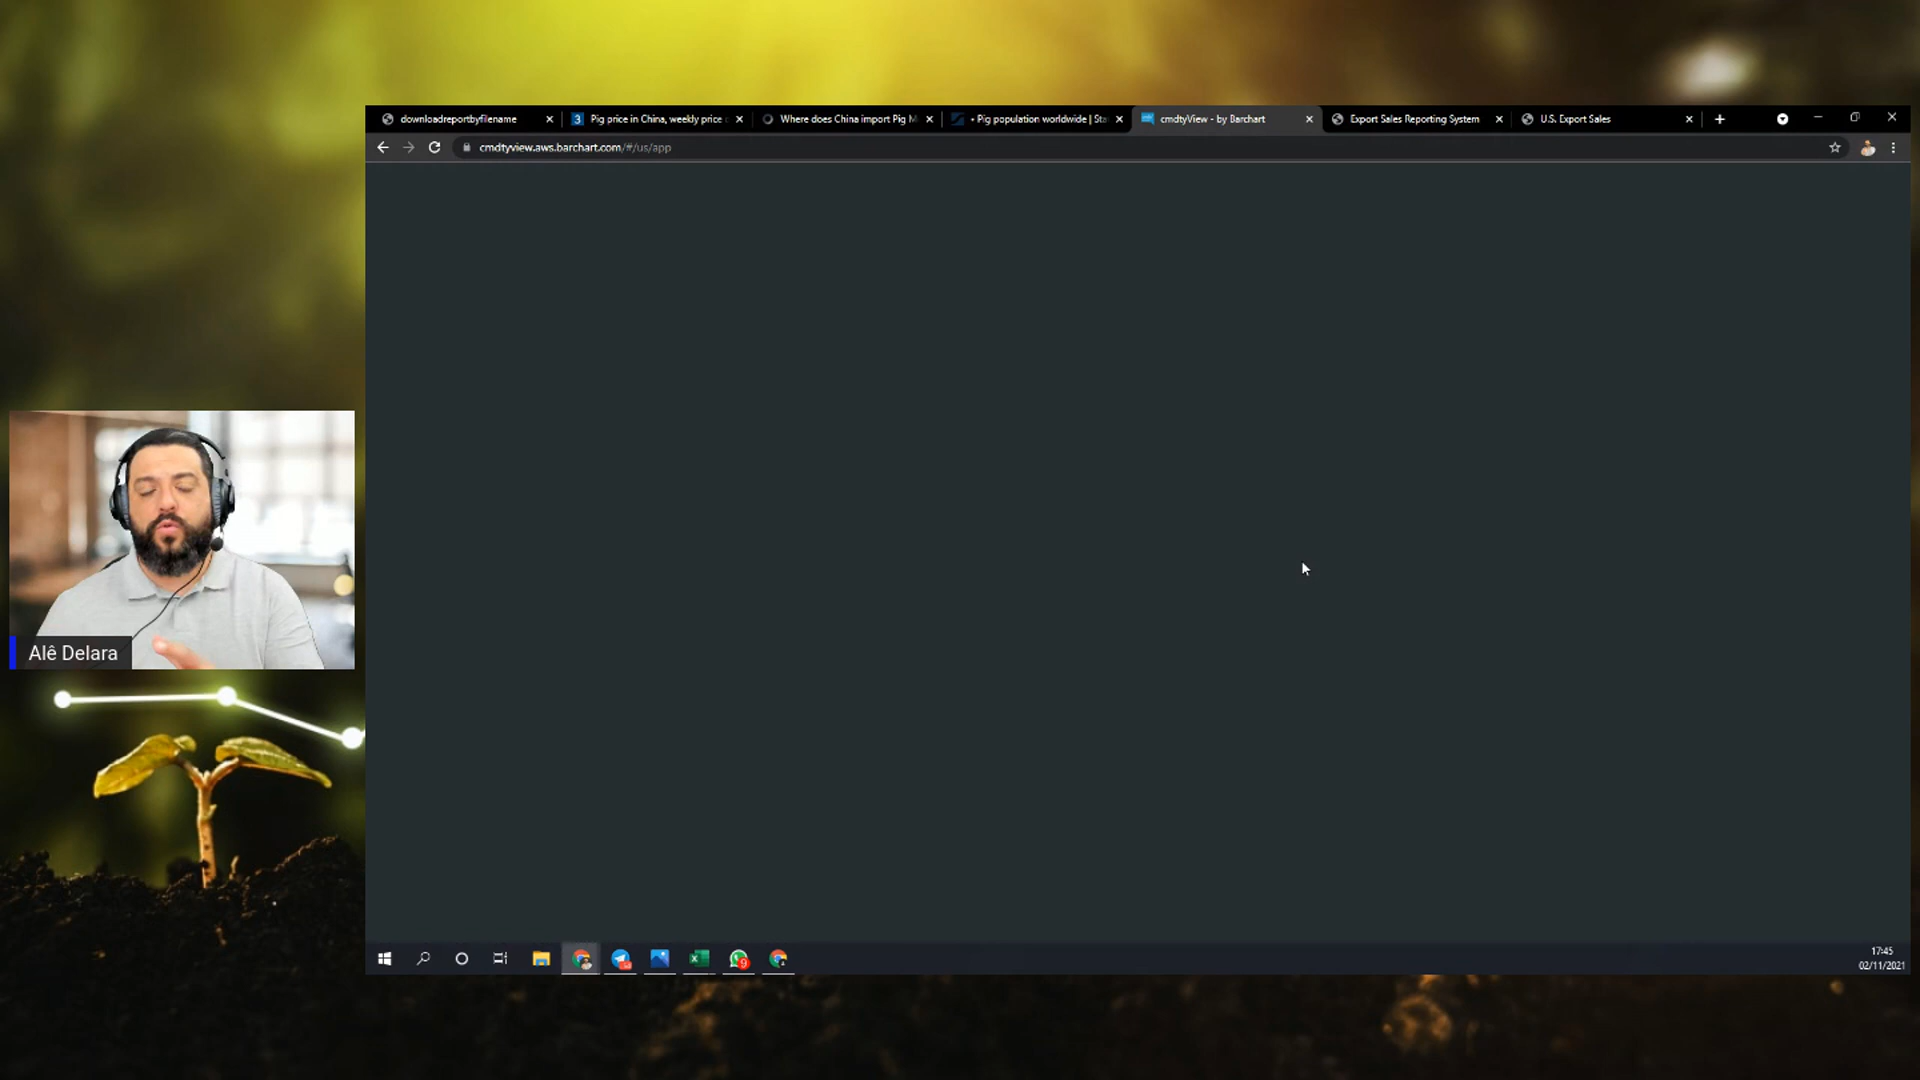 downloadreportbyfilename
Pig price in China, weekly price
Where does China import Pig M
• Pig population worldwide | Sta
cmdtyView - by Barchart
Export Sales Reporting System
U.S. Export Sales
cmdtyview.aws.barchart.com/#/us/app
Alê Delara
9
17:45
02/11/2021